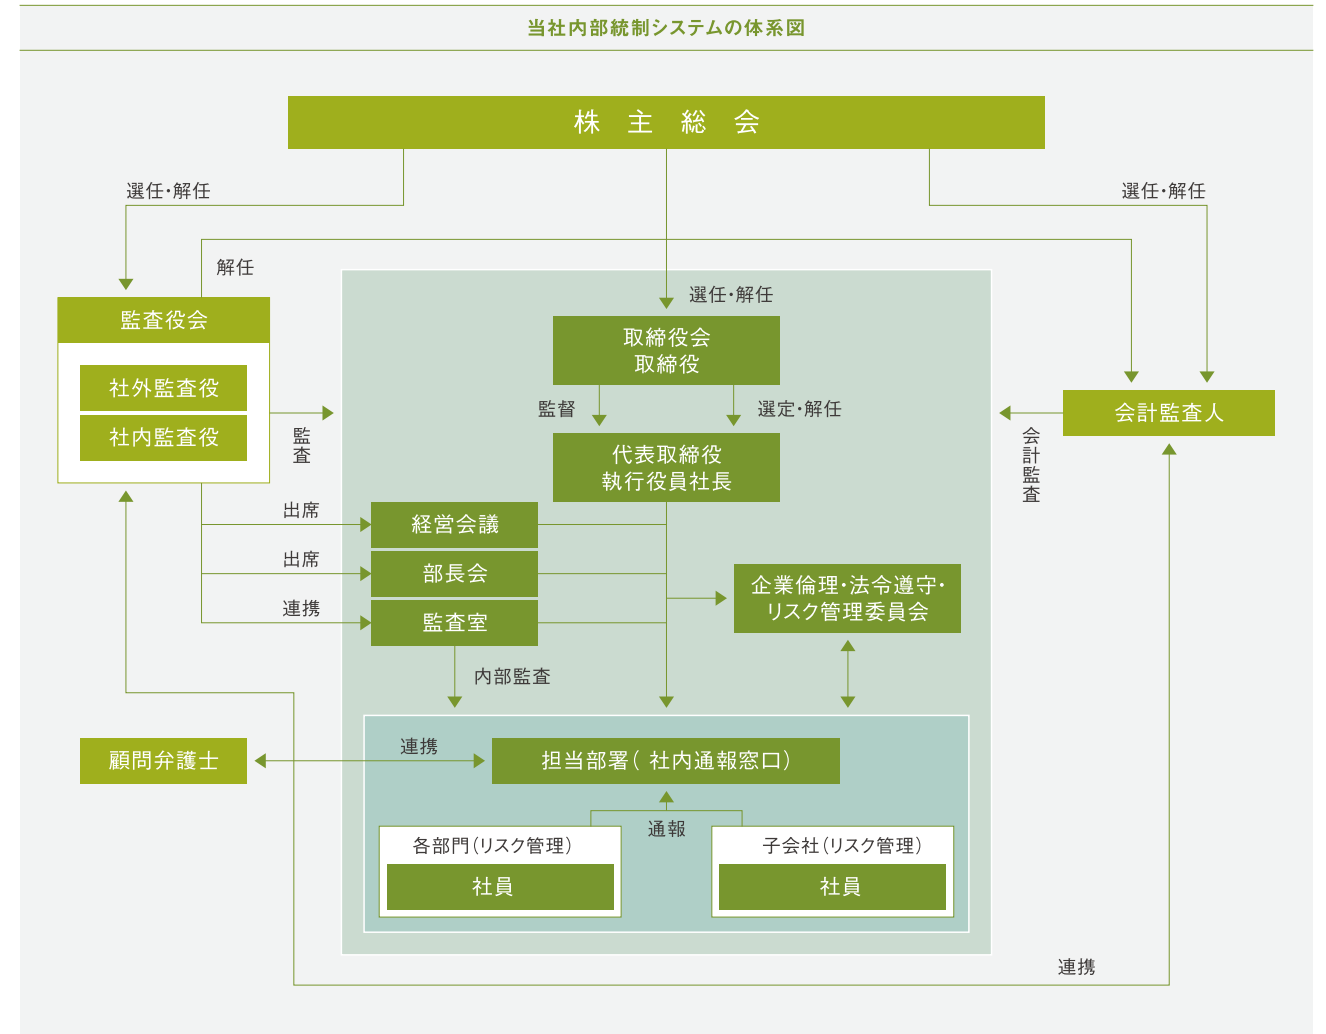 当社内部統制システムの体系図
株主総会
選任・解任
選任・解任
解任
選任・解任
監査役会
社外監査役
社内監査役
取締役会
取締役
監督
選定・解任
会計監査人
監査
会計監査
代表取締役
執行役員社長
出席
経営会議
出席
部長会
連携
監査室
企業倫理・法令遵守・
リスク管理委員会
内部監査
顧問弁護士
連携
担当部署( 社内通報窓口)
通報
各部門(リスク管理)
社員
子会社(リスク管理)
社員
連携